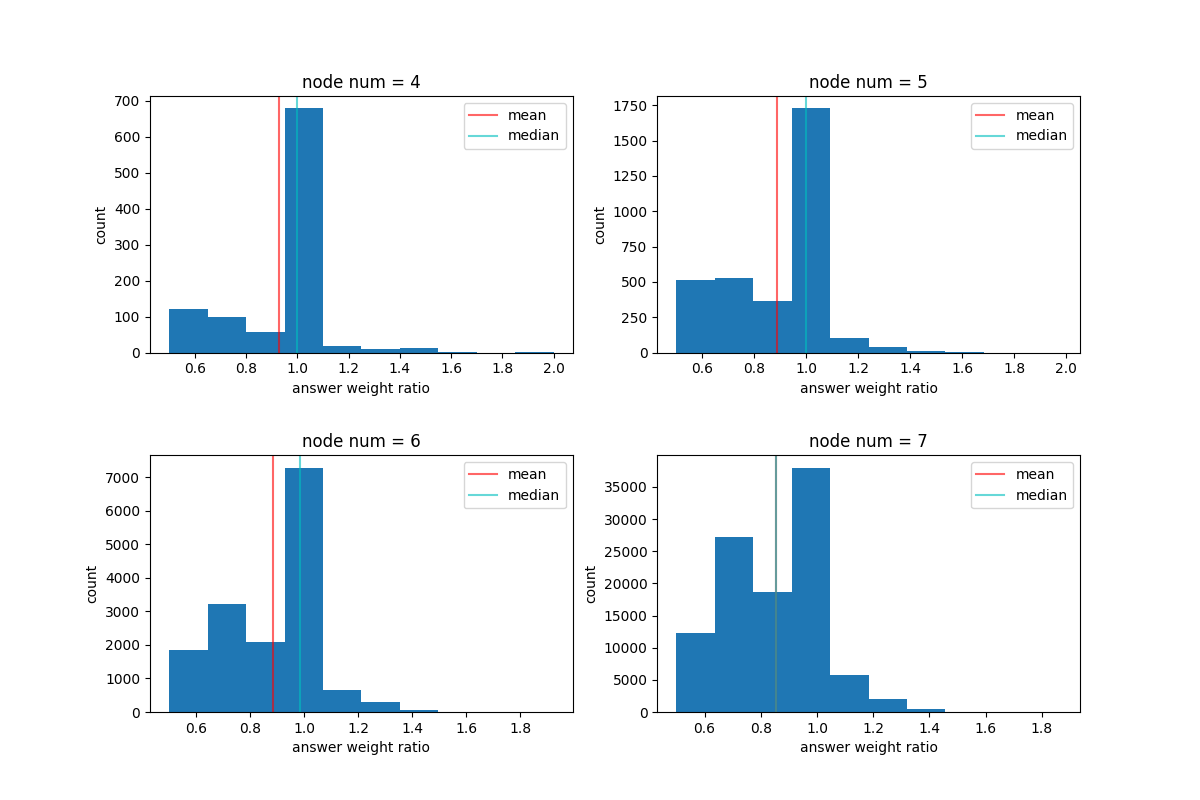 node num = 4
700
600
500
400
300
200
100
0
count
0.6 0.8 1.0 1.2 1.4 1.6 1.8 2.0
answer weight ratio
mean
median
node num = 5
1750
1500
1250
1000
750
500
250
0
count
0.6 0.8 1.0 1.2 1.4 1.6 1.8 2.0
answer weight ratio
mean
median
node num = 6
7000
6000
5000
4000
3000
2000
1000
0
count
0.6 0.8 1.0 1.2 1.4 1.6 1.8
answer weight ratio
mean
median
node num = 7
35000
30000
25000
20000
15000
10000
5000
0
count
0.6 0.8 1.0 1.2 1.4 1.6 1.8
answer weight ratio
mean
median